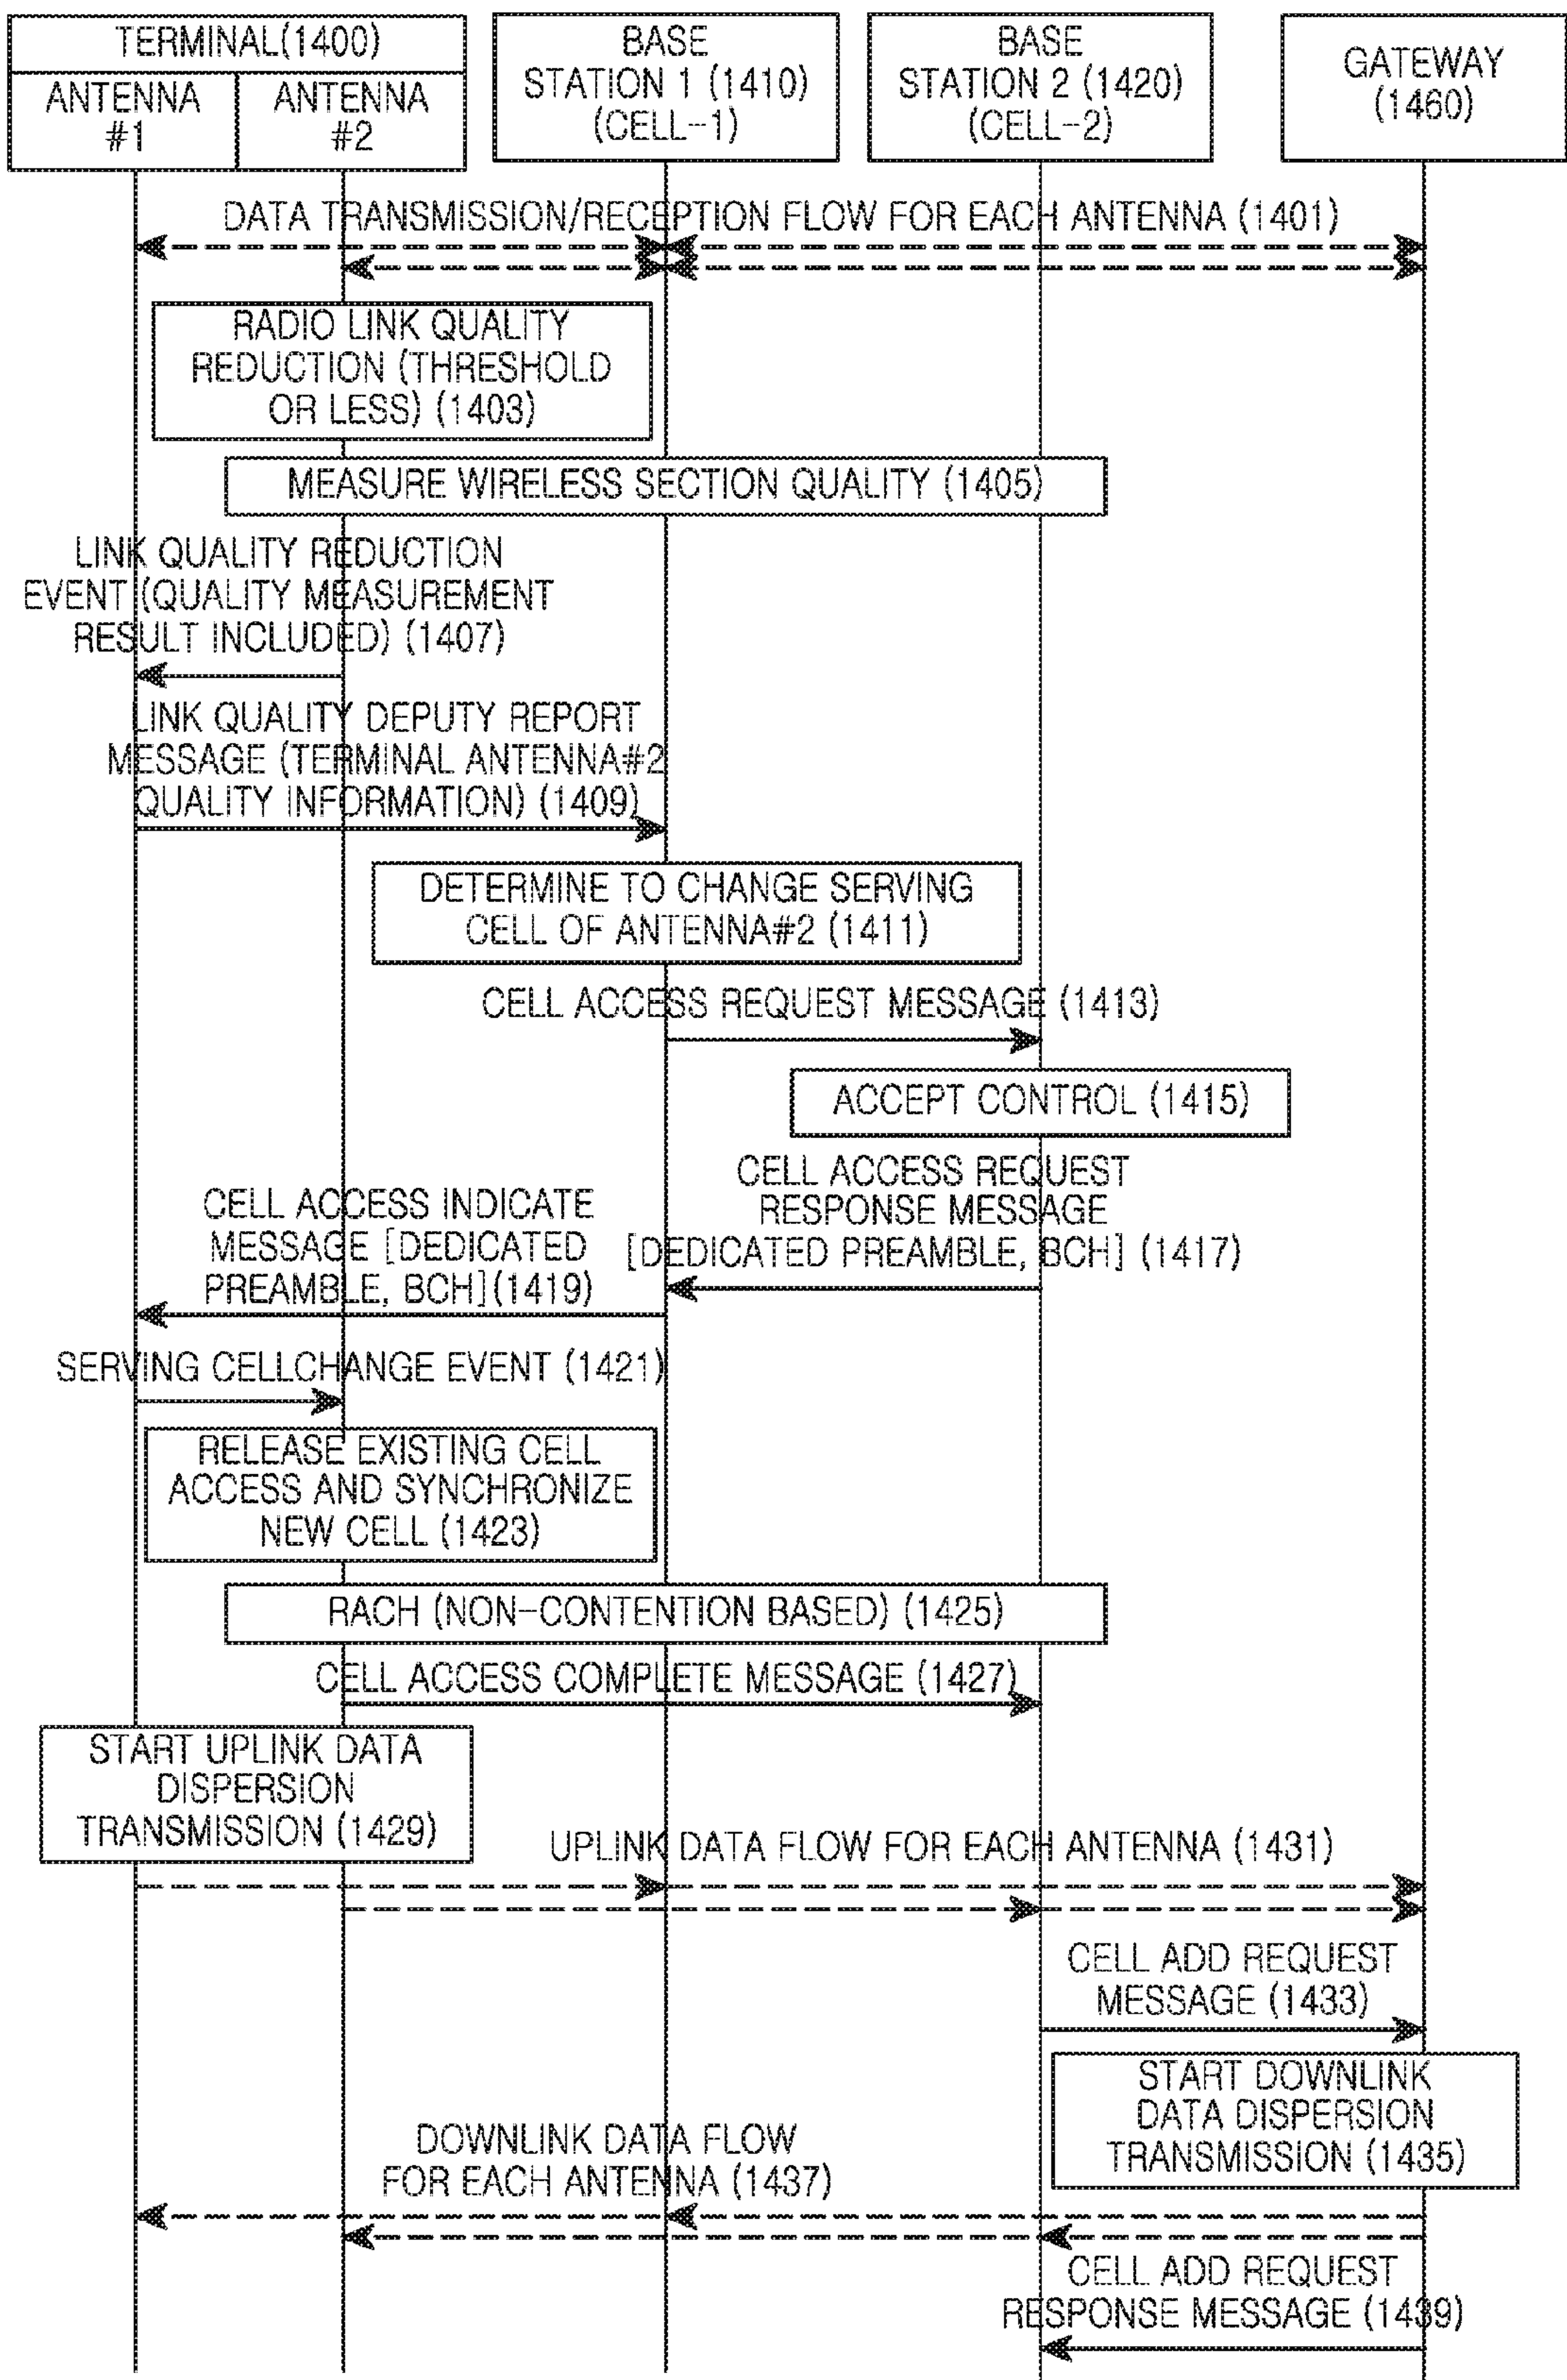 TERMINAL(1400)
ANTENNA
#1
ANTENNA
#2
BASE
STATION 1 (1410)
(CELL-1)
BASE
STATION 2 (1420)
(CELL-2)
GATEWAY
(1460)
DATA TRANSMISSION/RECEPTION FLOW FOR EACH ANTENNA (1401)
RADIO LINK QUALITY
REDUCTION (THRESHOLD
OR LESS) (1403)
MEASURE WIRELESS SECTION QUALITY (1405)
LINK QUALITY REDUCTION
EVENT (QUALITY MEASUREMENT
RESULT INCLUDED) (1407)
LINK QUALITY DEPUTY REPORT
MESSAGE (TERMINAL ANTENNA#2
QUALITY INFORMATION) (1409)
DETERMINE TO CHANGE SERVING
CELL OF ANTENNA#2 (1411)
CELL ACCESS REQUEST MESSAGE (1413)
ACCEPT CONTROL (1415)
CELL ACCESS REQUEST
RESPONSE MESSAGE
[DEDICATED PREAMBLE, BCH] (1417)
CELL ACCESS INDICATE
MESSAGE [DEDICATED
PREAMBLE, BCH](1419)
SERVING CELLCHANGE EVENT (1421)
RELEASE EXISTING CELL
ACCESS AND SYNCHRONIZE
NEW CELL (1423)
RACH (NON-CONTENTION BASED) (1425)
CELL ACCESS COMPLETE MESSAGE (1427)
START UPLINK DATA
DISPERSION
TRANSMISSION (1429)
UPLINK DATA FLOW FOR EACH ANTENNA (1431)
CELL ADD REQUEST
MESSAGE (1433)
START DOWNLINK
DATA DISPERSION
TRANSMISSION (1435)
DOWNLINK DATA FLOW
FOR EACH ANTENNA (1437)
CELL ADD REQUEST
RESPONSE MESSAGE (1439)